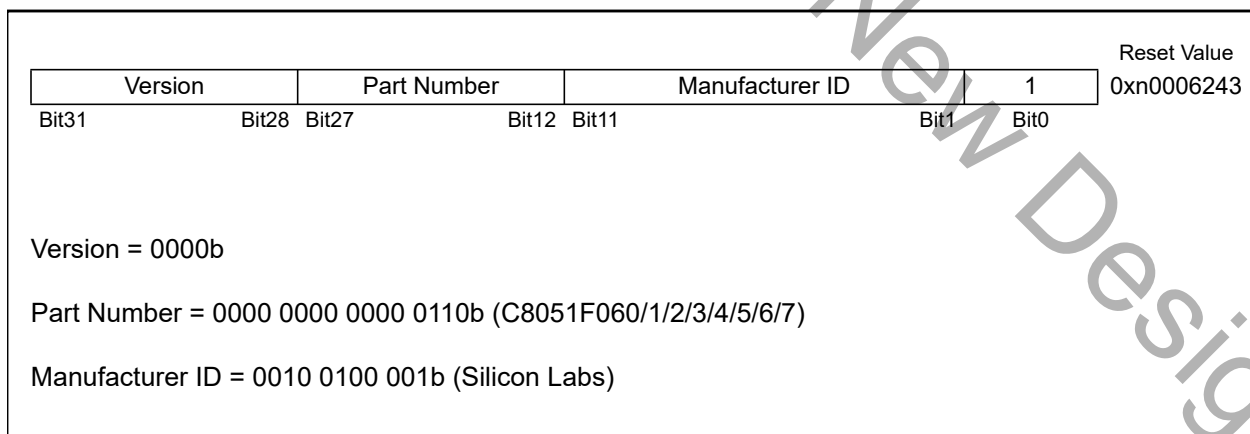 Reset Value
Version Part Number Manufacturer ID 1 0xn0006243
Bit31 Bit28 Bit27 Bit12 Bit11 Bit1 Bit0
Version = 0000b
Part Number = 0000 0000 0000 0110b (C8051F060/1/2/3/4/5/6/7)
Manufacturer ID = 0010 0100 001b (Silicon Labs)
New Desig